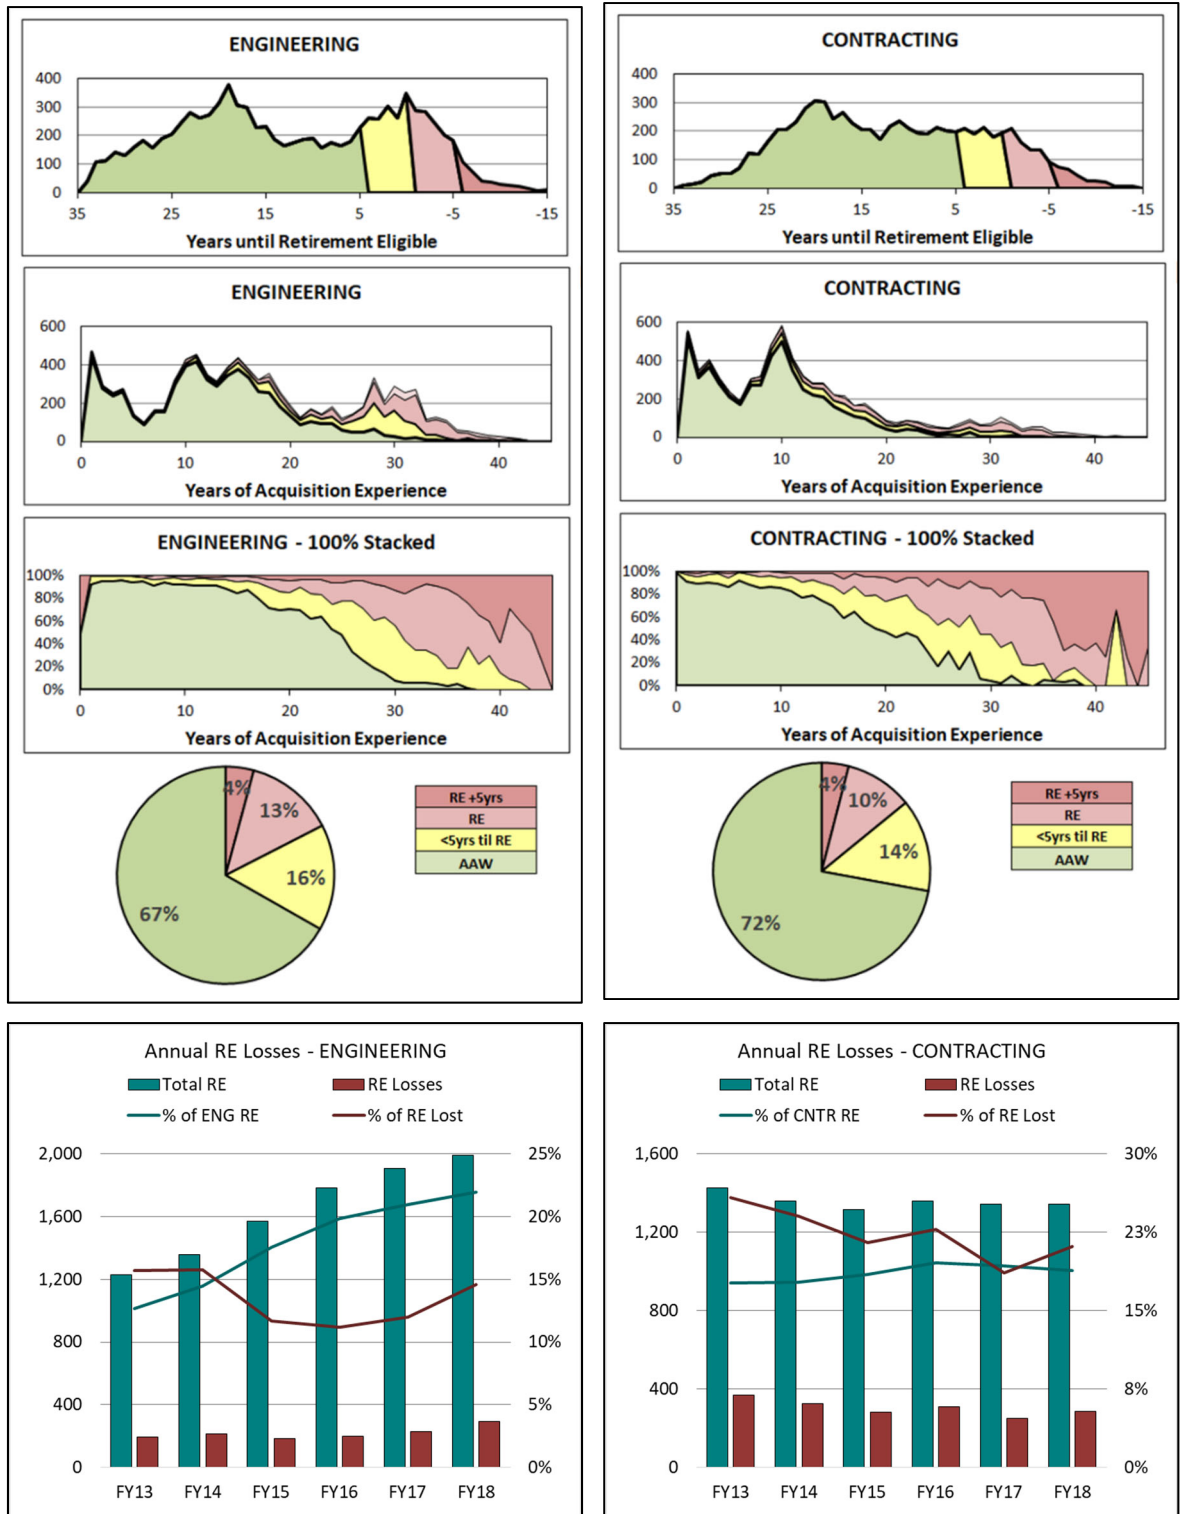 ENGINEERING
400
300
200
100
0
35 25 15 5 -5 -15
Years until Retirement Eligible
ENGINEERING
600
400
200
0
0 10 20 30 40
Years of Acquisition Experience
ENGINEERING - 100% Stacked
100%
80%
60%
40%
20%
0%
0 10 20 30 40
Years of Acquisition Experience
4%
13%
16%
67%
RE +5yrs
RE
<5yrs til RE
AAW
CONTRACTING
400
300
200
100
0
35 25 15 5 -5 -15
Years until Retirement Eligible
CONTRACTING
600
400
200
0
0 10 20 30 40
Years of Acquisition Experience
CONTRACTING - 100% Stacked
100%
80%
60%
40%
20%
0%
0 10 20 30 40
Years of Acquisition Experience
4%
10%
14%
72%
RE +5yrs
RE
<5yrs til RE
AAW
Annual RE Losses - ENGINEERING
Total RE RE Losses
% of ENG RE % of RE Lost
2,000 25%
1,600 20%
1,200 15%
800 10%
400 5%
0 0%
FY13 FY14 FY15 FY16 FY17 FY18
Annual RE Losses - CONTRACTING
Total RE RE Losses
% of CNTR RE % of RE Lost
1,600 30%
1,200 23%
800 15%
400 8%
0 0%
FY13 FY14 FY15 FY16 FY17 FY18